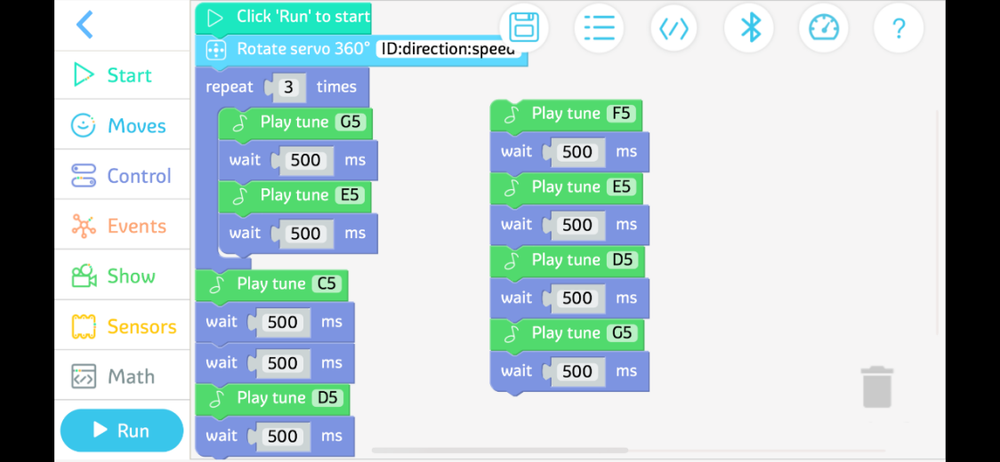 Start
Moves
Control
Events
Show
Sensors
Math
Run
Click 'Run' to start
Rotate servo 360° ID:direction:speed
repeat 3 times
Play tune G5
wait 500 ms
Play tune E5
wait 500 ms
Play tune C5
wait 500 ms
wait 500 ms
Play tune D5
wait 500 ms
Play tune F5
wait 500 ms
Play tune E5
wait 500 ms
Play tune D5
wait 500 ms
Play tune G5
wait 500 ms
?